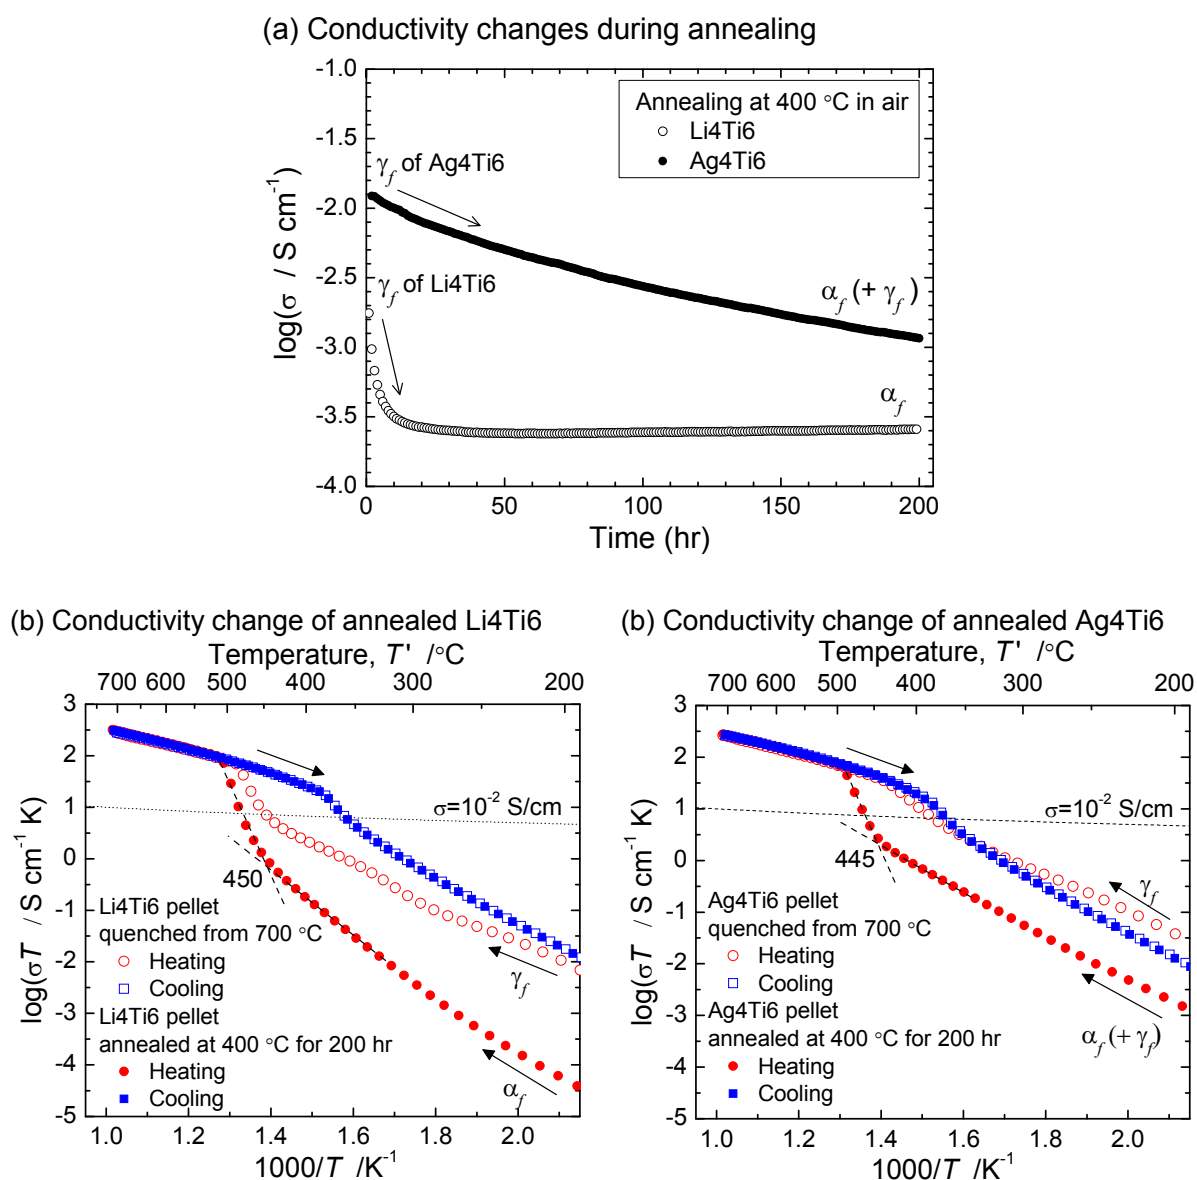 (a) Conductivity changes during annealing
log(σ / S cm⁻¹)
-1.0
-1.5
-2.0
-2.5
-3.0
-3.5
-4.0
Annealing at 400 °C in air
Li4Ti6
Ag4Ti6
γf of Ag4Ti6
γf of Li4Ti6
αf (+ γf)
αf
0 50 100 150 200
Time (hr)
(b) Conductivity change of annealed Li4Ti6
Temperature, T' /°C
700 600 500 400 300 200
log(σT / S cm⁻¹ K)
3
2
1
0
-1
-2
-3
-4
-5
σ=10⁻² S/cm
450
Li4Ti6 pellet
quenched from 700 °C
Heating
Cooling
Li4Ti6 pellet
annealed at 400 °C for 200 hr
Heating
Cooling
γf
αf
1.0 1.2 1.4 1.6 1.8 2.0
1000/T /K⁻¹
(b) Conductivity change of annealed Ag4Ti6
Temperature, T' /°C
700 600 500 400 300 200
log(σT / S cm⁻¹ K)
3
2
1
0
-1
-2
-3
-4
-5
σ=10⁻² S/cm
445
Ag4Ti6 pellet
quenched from 700 °C
Heating
Cooling
Ag4Ti6 pellet
annealed at 400 °C for 200 hr
Heating
Cooling
γf
αf (+ γf)
1.0 1.2 1.4 1.6 1.8 2.0
1000/T /K⁻¹